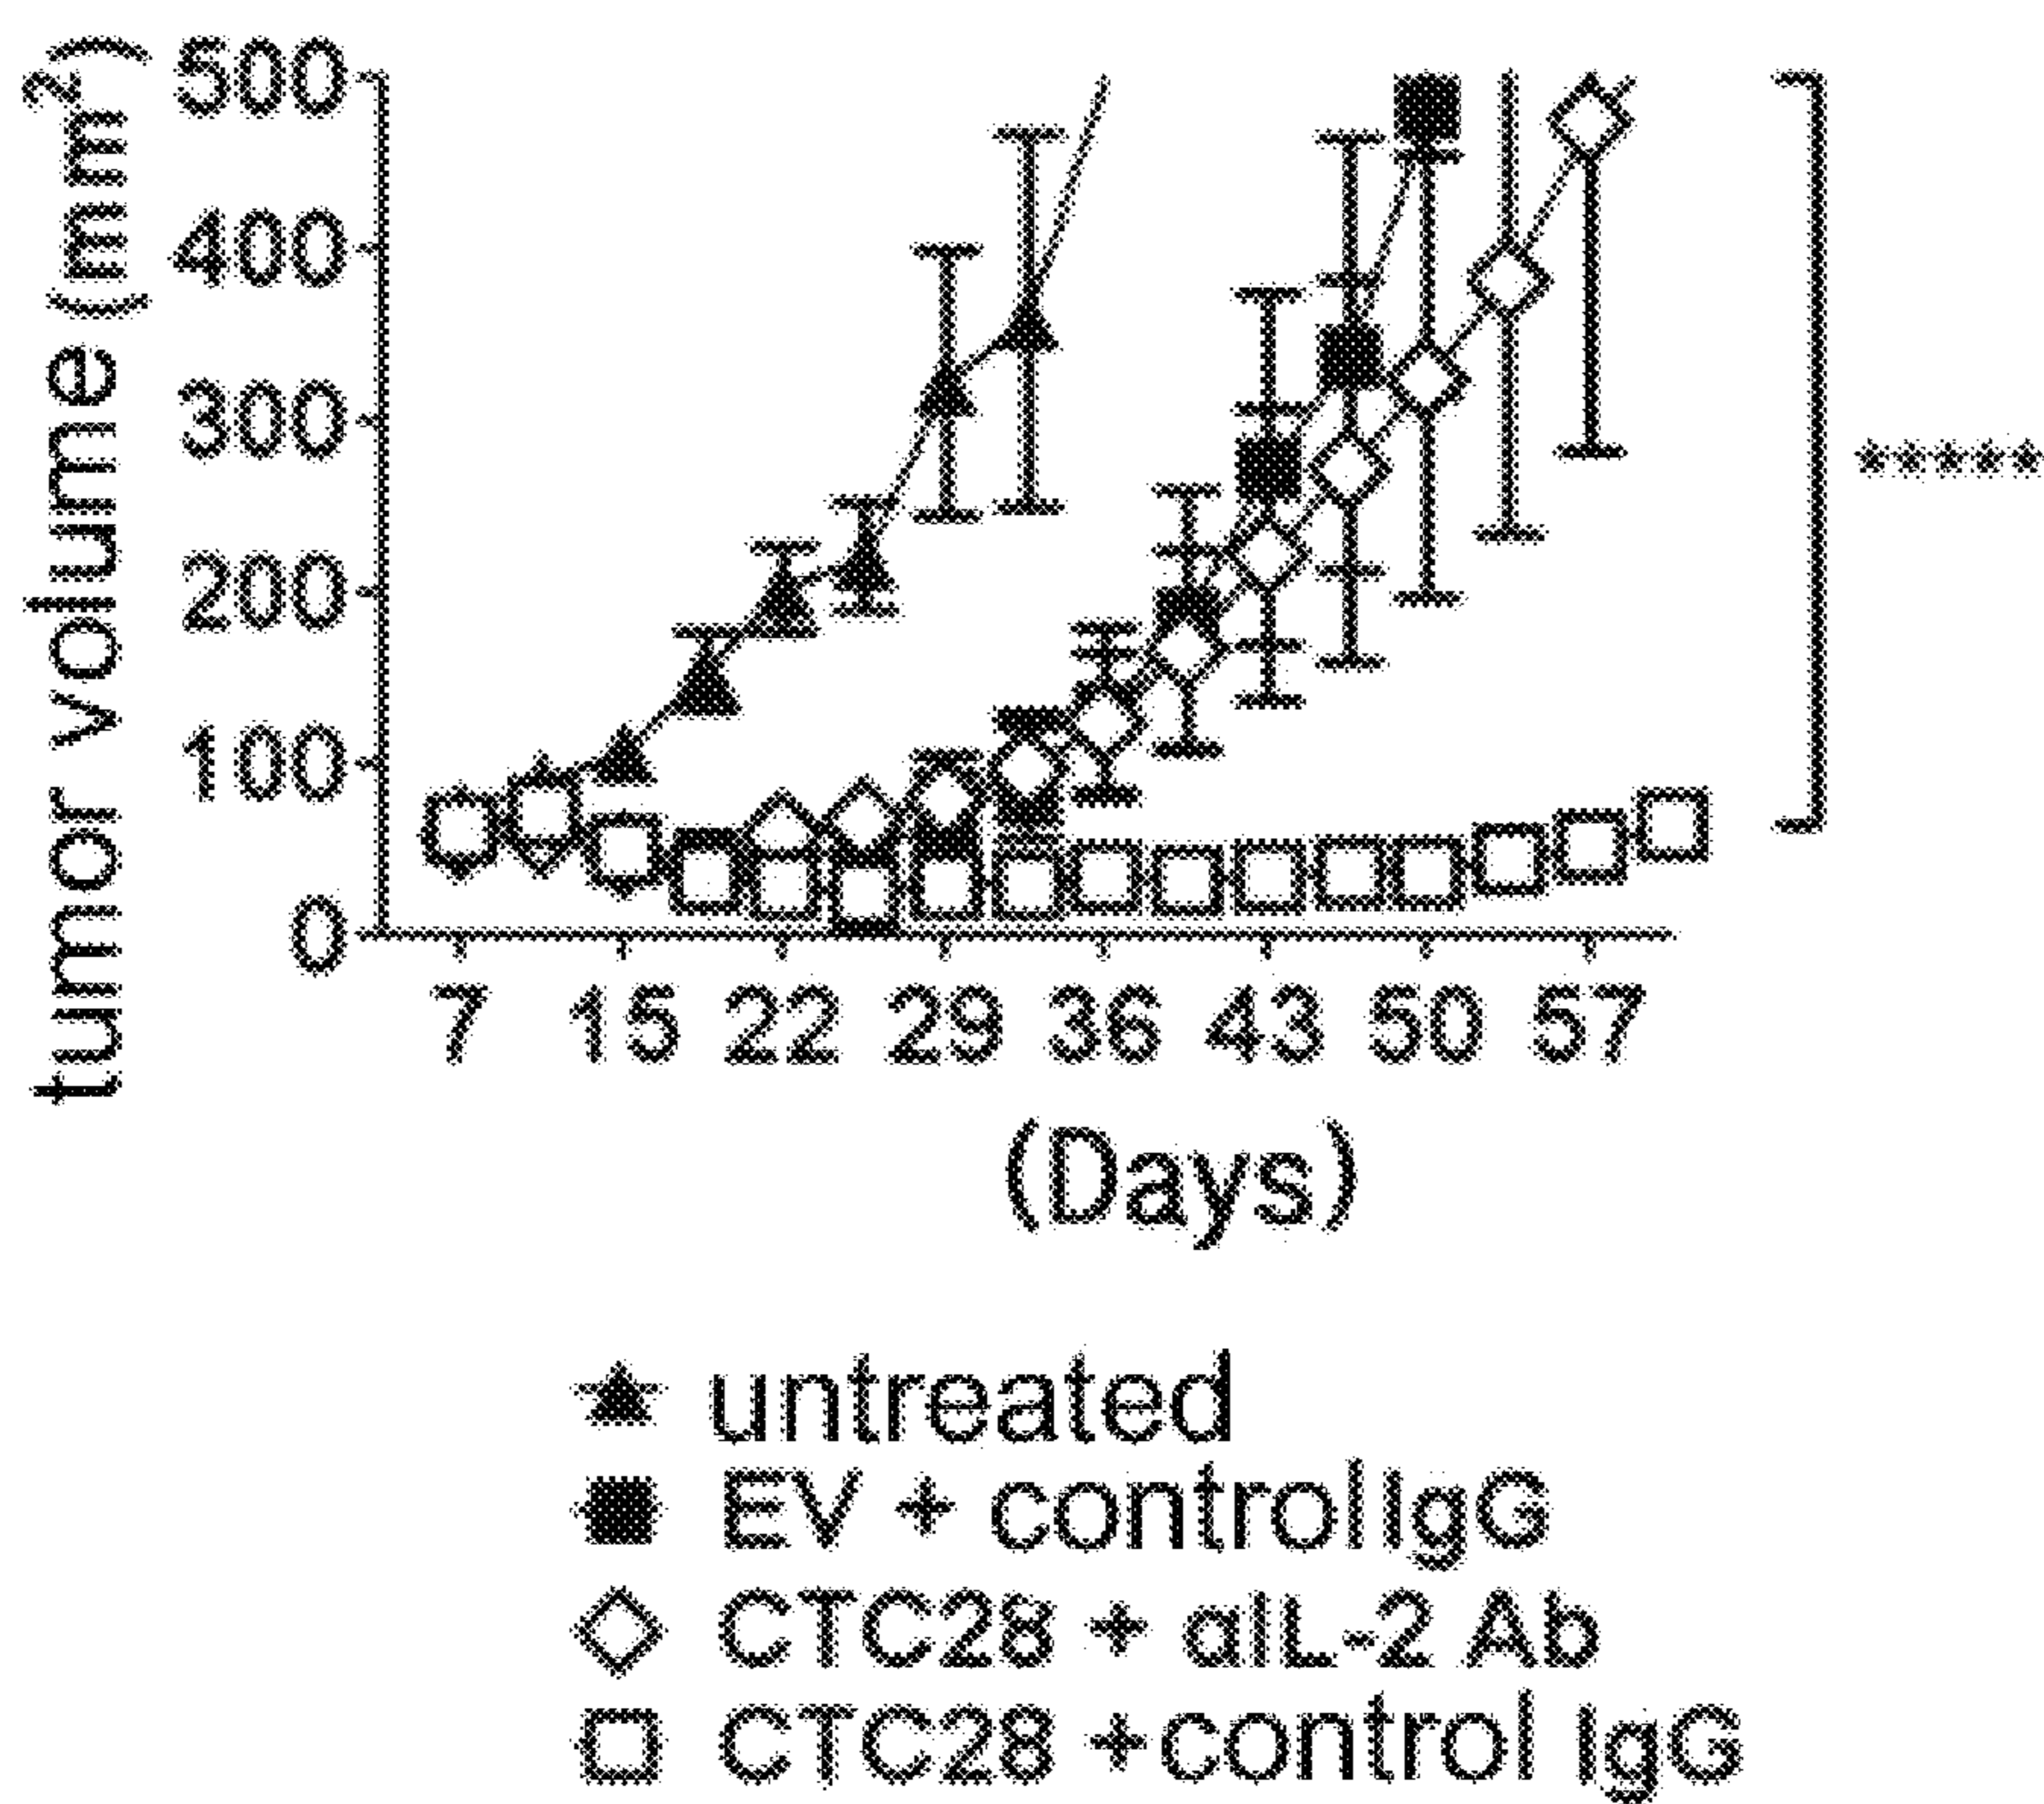 tumor volume (mm²)
500
400
300
200
100
0
7 15 22 29 36 43 50 57
(Days)
*****
untreated
EV + control IgG
CTC28 + αIL-2 Ab
CTC28 +control IgG